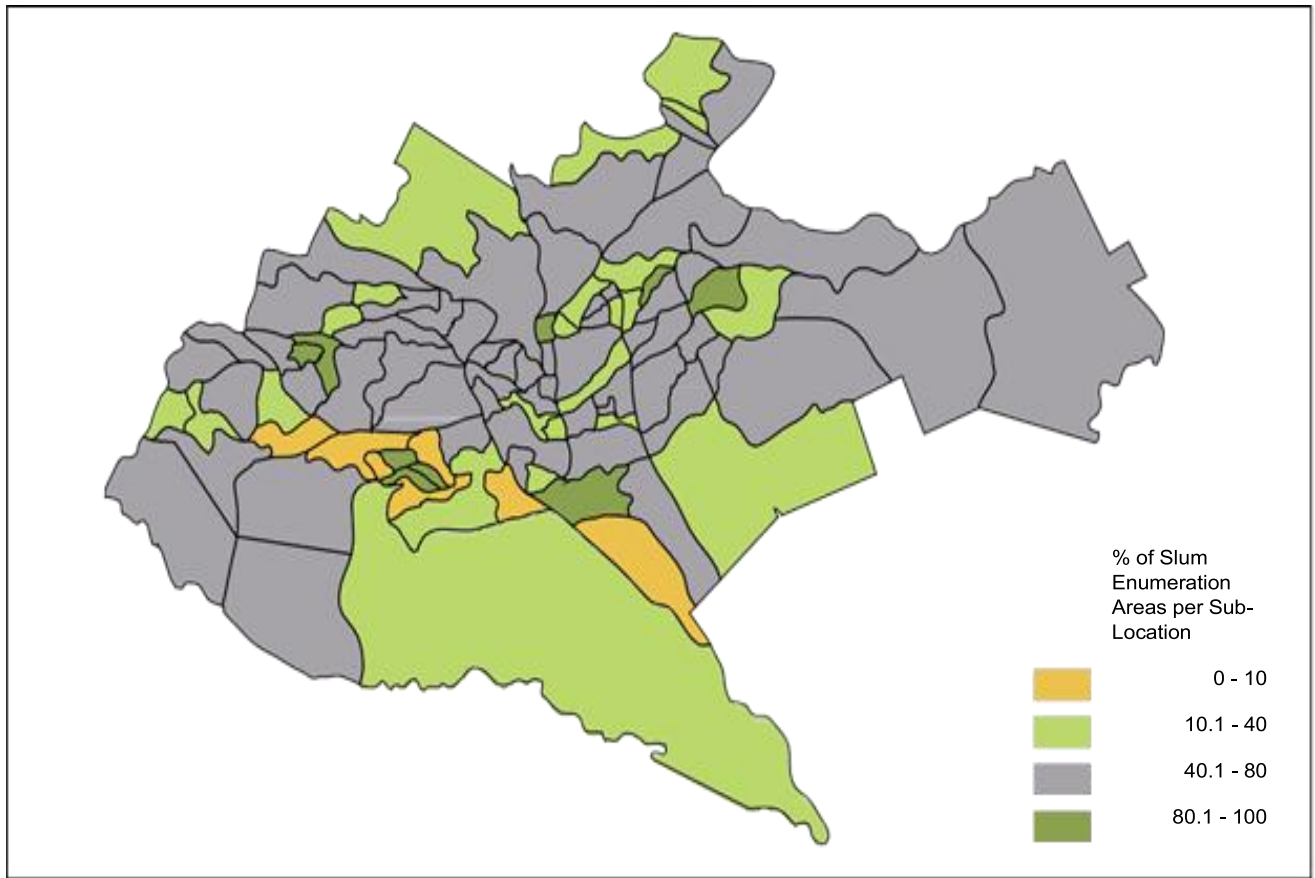 % of Slum
Enumeration
Areas per Sub-
Location
0 - 10
10.1 - 40
40.1 - 80
80.1 - 100